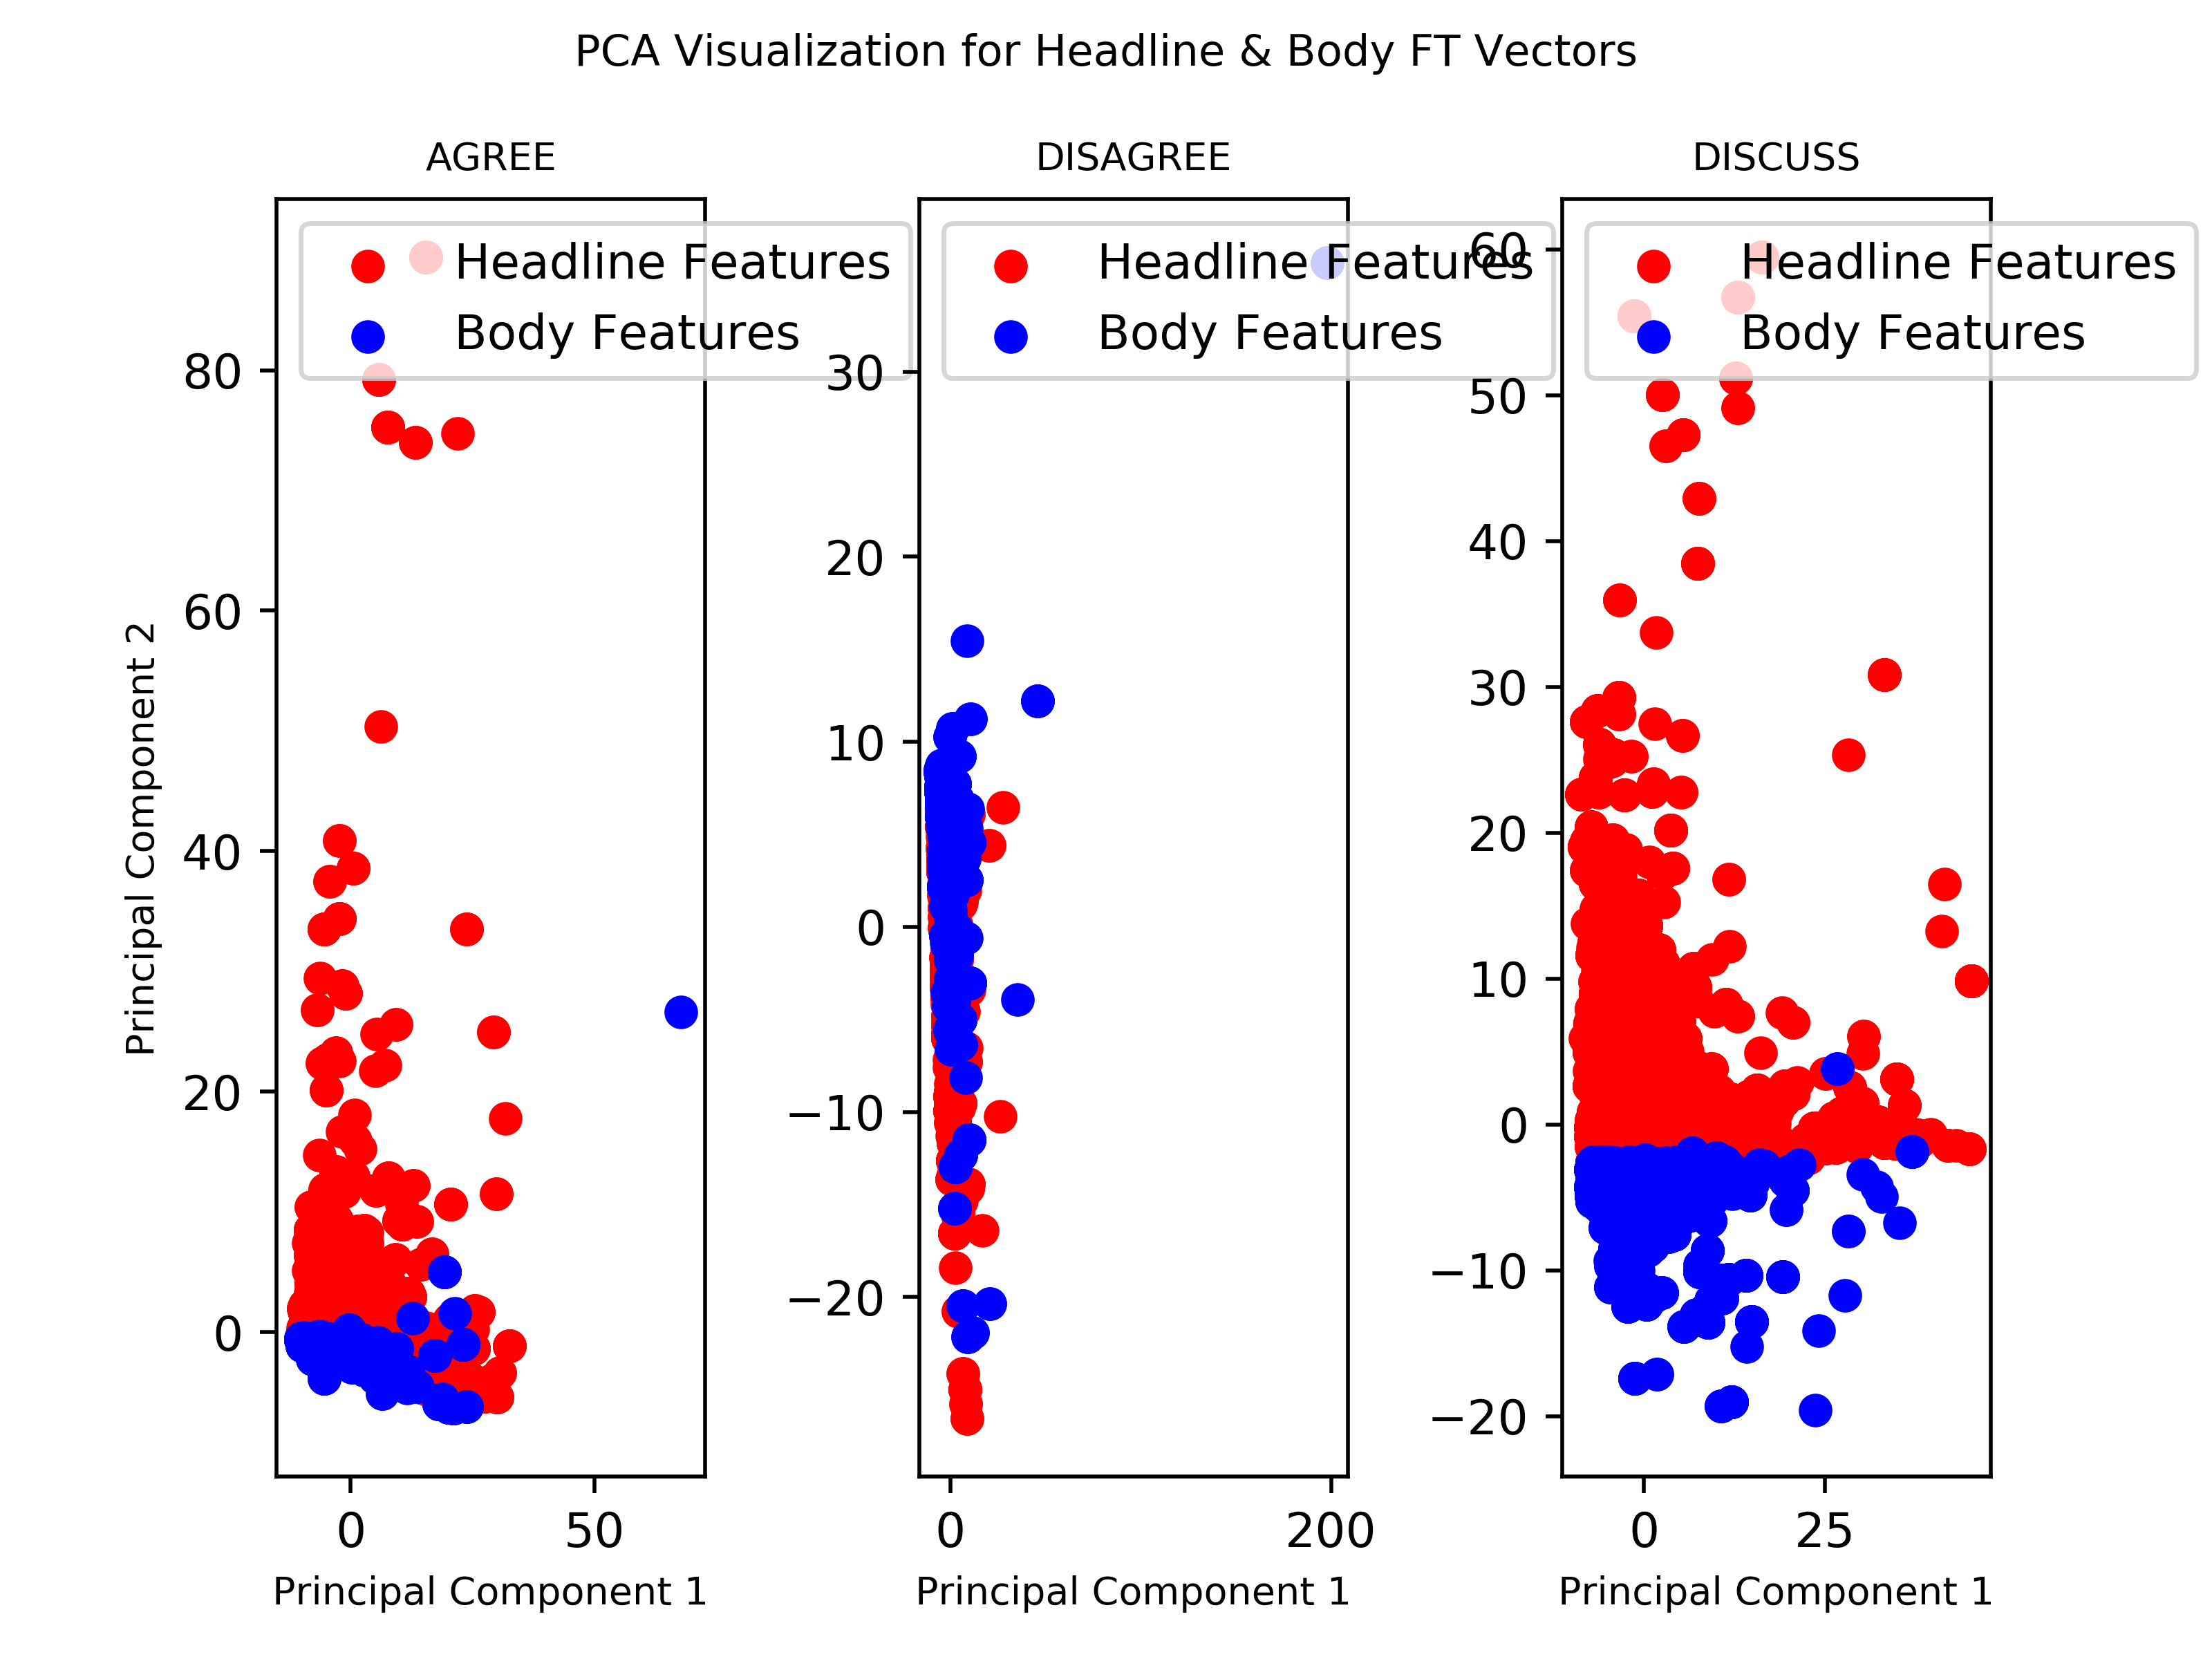 PCA Visualization for Headline & Body FT Vectors
AGREE
Headline Features
Body Features
80
60
40
20
0
Principal Component 2
0 50
Principal Component 1
DISAGREE
Headline Features
Body Features
30
20
10
0
−10
−20
0 200
Principal Component 1
DISCUSS
Headline Features
Body Features
60
50
40
30
20
10
0
−10
−20
0 25
Principal Component 1